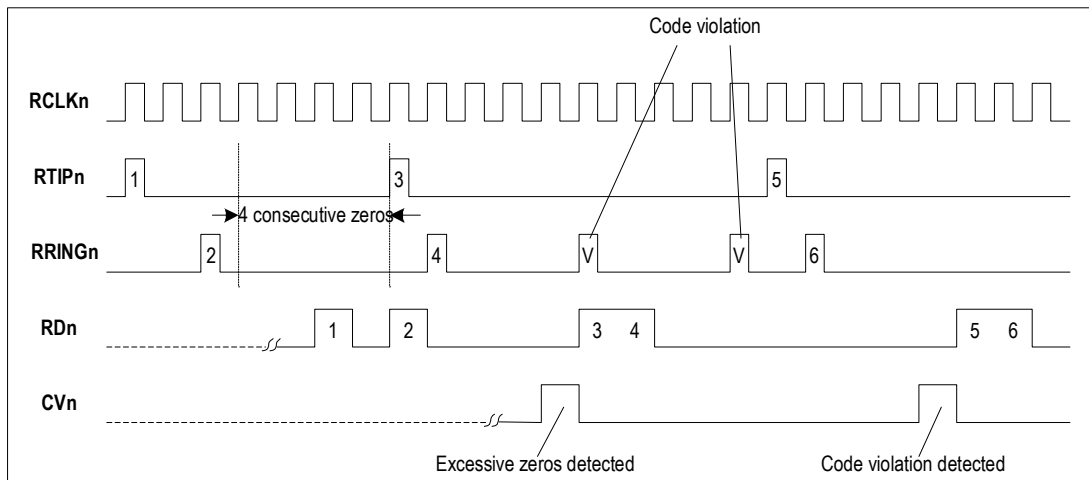 Code violation
RCLKn
RTIPn
1
3
5
4 consecutive zeros
RRINGn
2
4
V
V
6
RDn
1
2
3 4
5 6
CVn
Excessive zeros detected
Code violation detected